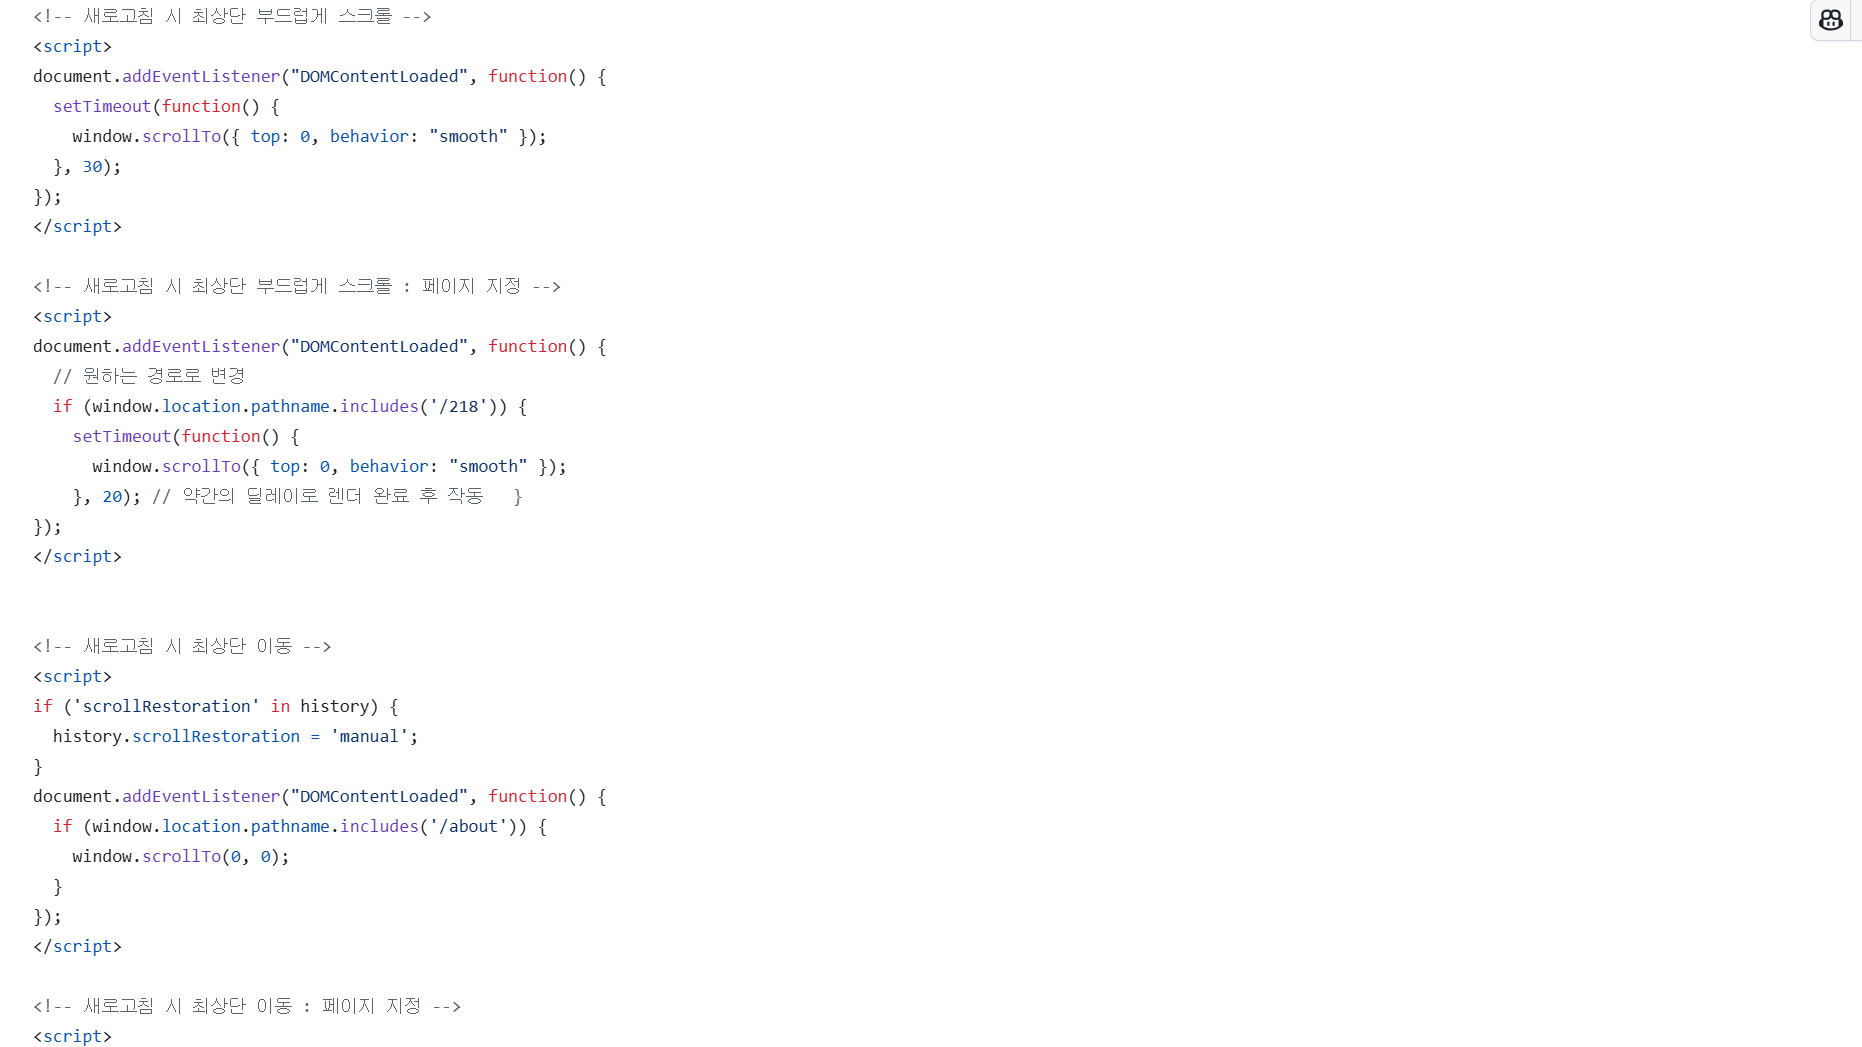 <!-- 새로고침 시 최상단 부드럽게 스크롤 -->
<script>
document.addEventListener("DOMContentLoaded", function() {
  setTimeout(function() {
    window.scrollTo({ top: 0, behavior: "smooth" });
  }, 30);
});
</script>
<!-- 새로고침 시 최상단 부드럽게 스크롤 : 페이지 지정 -->
<script>
document.addEventListener("DOMContentLoaded", function() {
  // 원하는 경로로 변경
  if (window.location.pathname.includes('/218')) {
    setTimeout(function() {
      window.scrollTo({ top: 0, behavior: "smooth" });
    }, 20); // 약간의 딜레이로 렌더 완료 후 작동   }
});
</script>
<!-- 새로고침 시 최상단 이동 -->
<script>
if ('scrollRestoration' in history) {
  history.scrollRestoration = 'manual';
}
document.addEventListener("DOMContentLoaded", function() {
  if (window.location.pathname.includes('/about')) {
    window.scrollTo(0, 0);
  }
});
</script>
<!-- 새로고침 시 최상단 이동 : 페이지 지정 -->
<script>